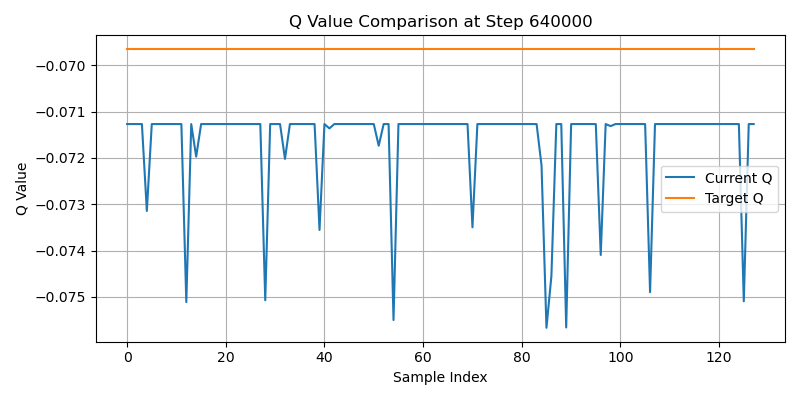 Q Value Comparison at Step 640000
−0.070
−0.071
−0.072
−0.073
−0.074
−0.075
Q Value
Current Q
Target Q
0
20
40
60
80
100
120
Sample Index